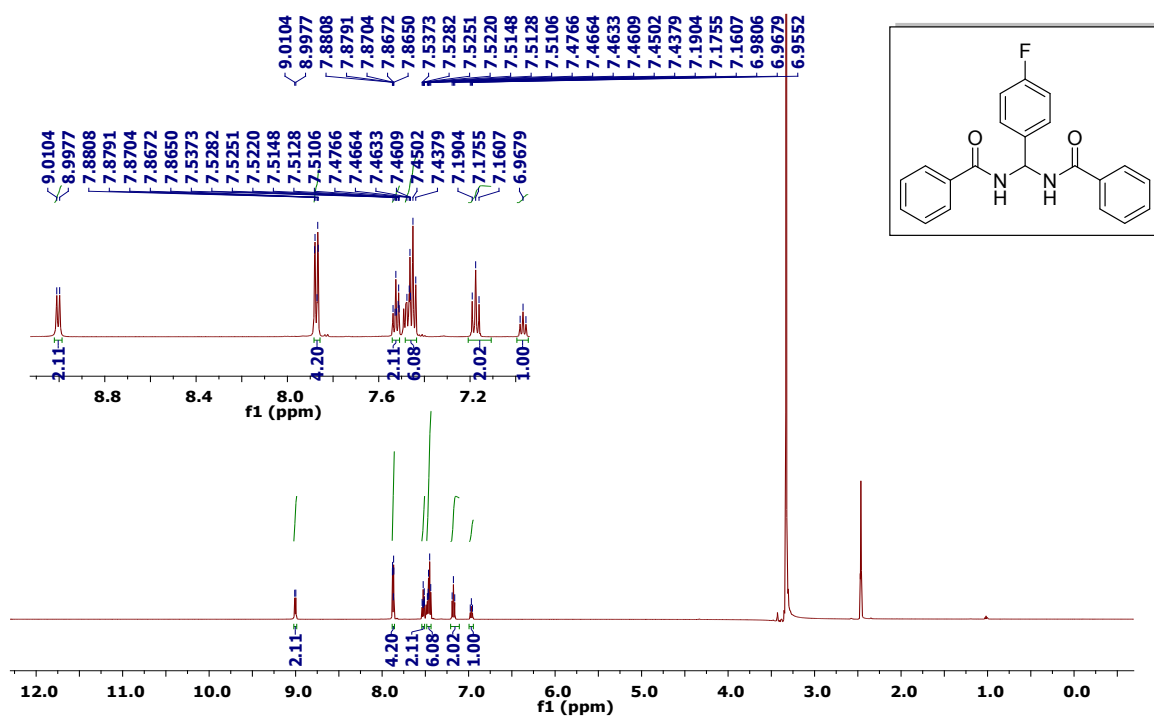 9.0104 8.9977 7.8808 7.8791 7.8704 7.8672 7.8650 7.5373 7.5282 7.5251 7.5220 7.5148 7.5128 7.5106 7.4766 7.4664 7.4633 7.4609 7.4502 7.4379 7.1904 7.1755 7.1607 6.9806 6.9679 6.9552
F
O O
N N
H H
9.0104 8.9977 7.8808 7.8791 7.8704 7.8672 7.8650 7.5373 7.5282 7.5251 7.5220 7.5148 7.5128 7.5106 7.4766 7.4664 7.4633 7.4609 7.4502 7.4379 7.1904 7.1755 7.1607 6.9679
2.11 4.20 2.11 6.08 2.02 1.00
8.8 8.4 8.0 7.6 7.2
f1 (ppm)
2.11 4.20 2.11 6.08 2.02 1.00
12.0 11.0 10.0 9.0 8.0 7.0 6.0 5.0 4.0 3.0 2.0 1.0 0.0
f1 (ppm)